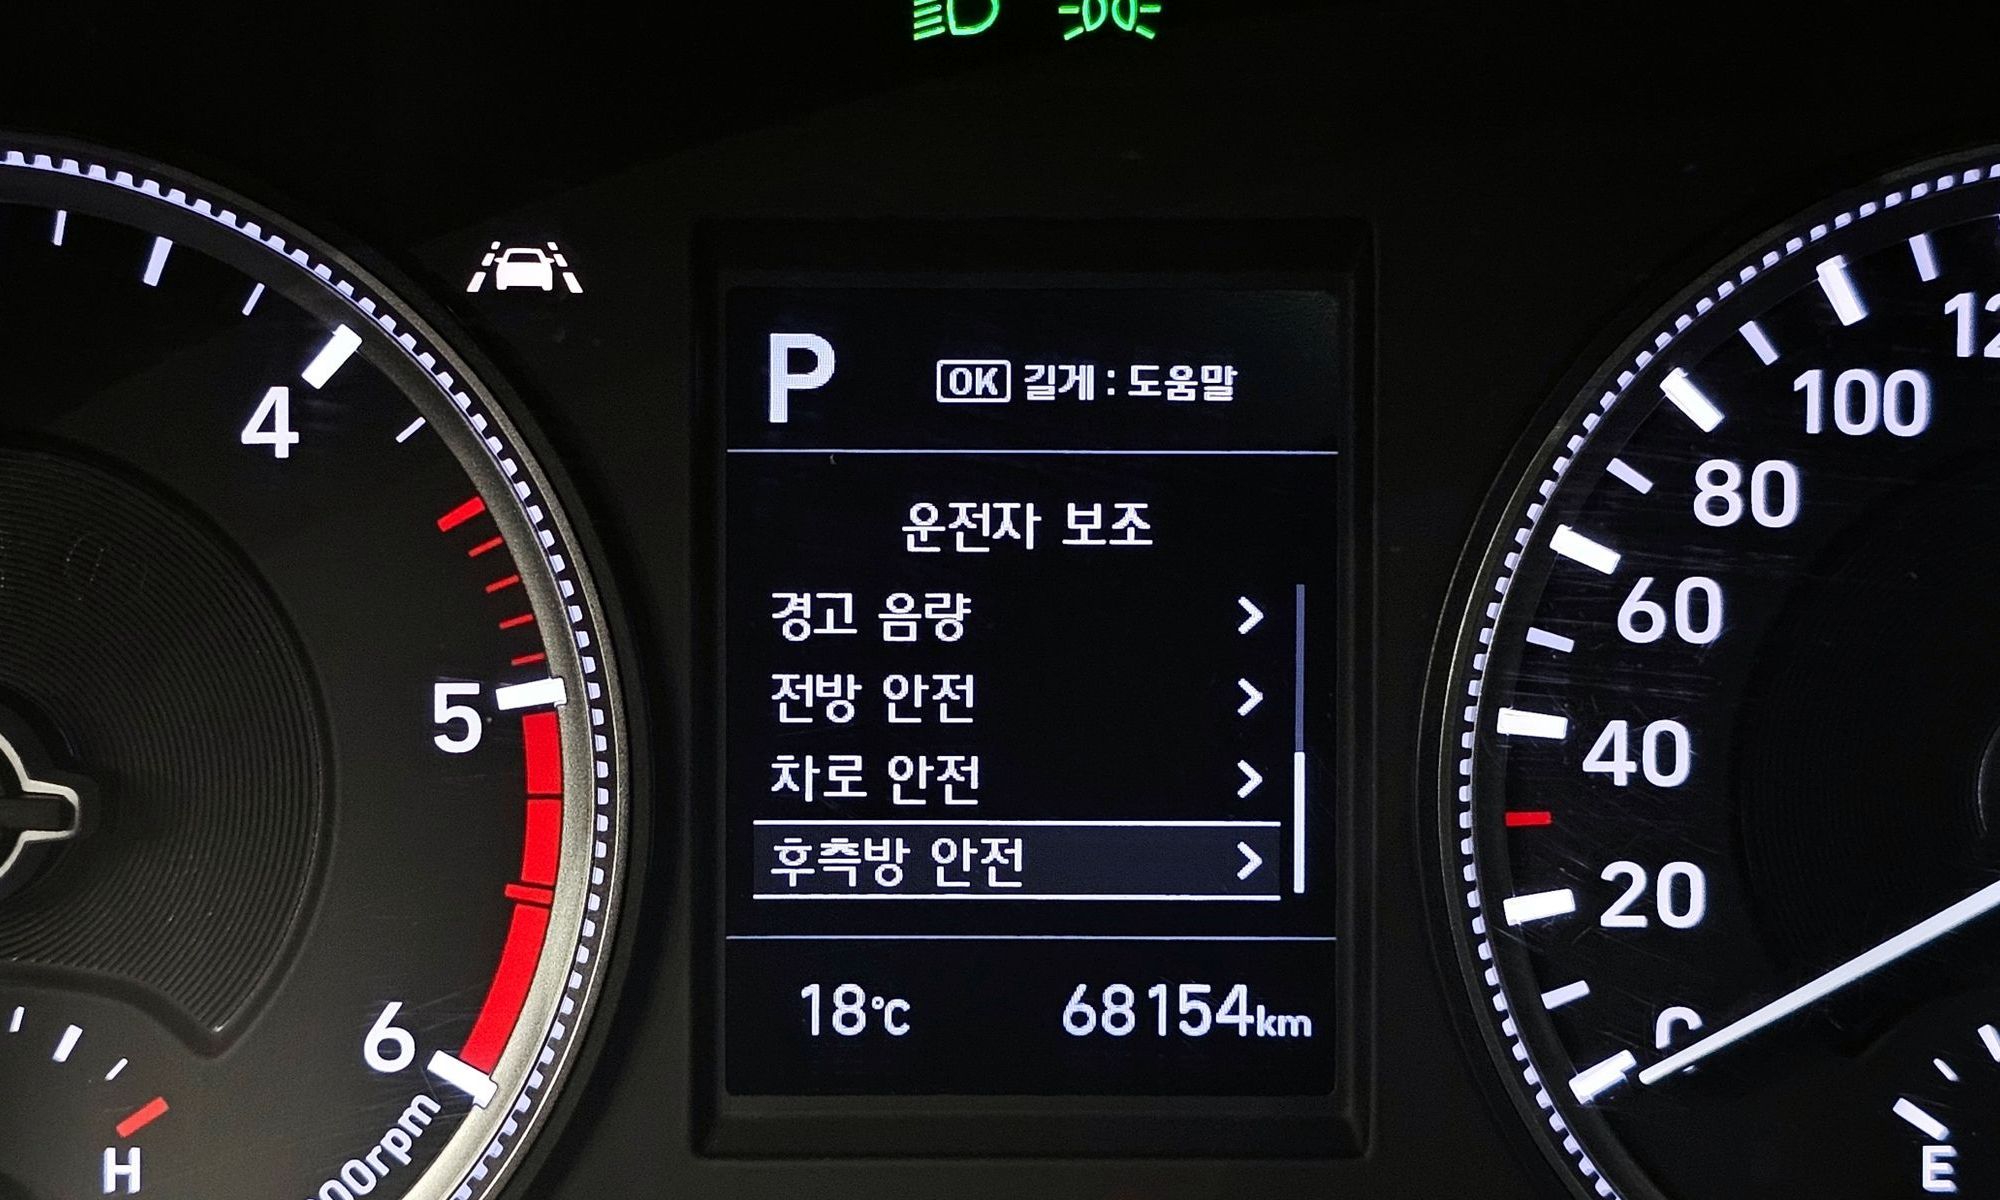 P
OK 길게 : 도움말
운전자 보조
경고 음량
전방 안전
차로 안전
후측방 안전
18℃ 68154km
4
5
6
H
100
80
60
40
20
0
E